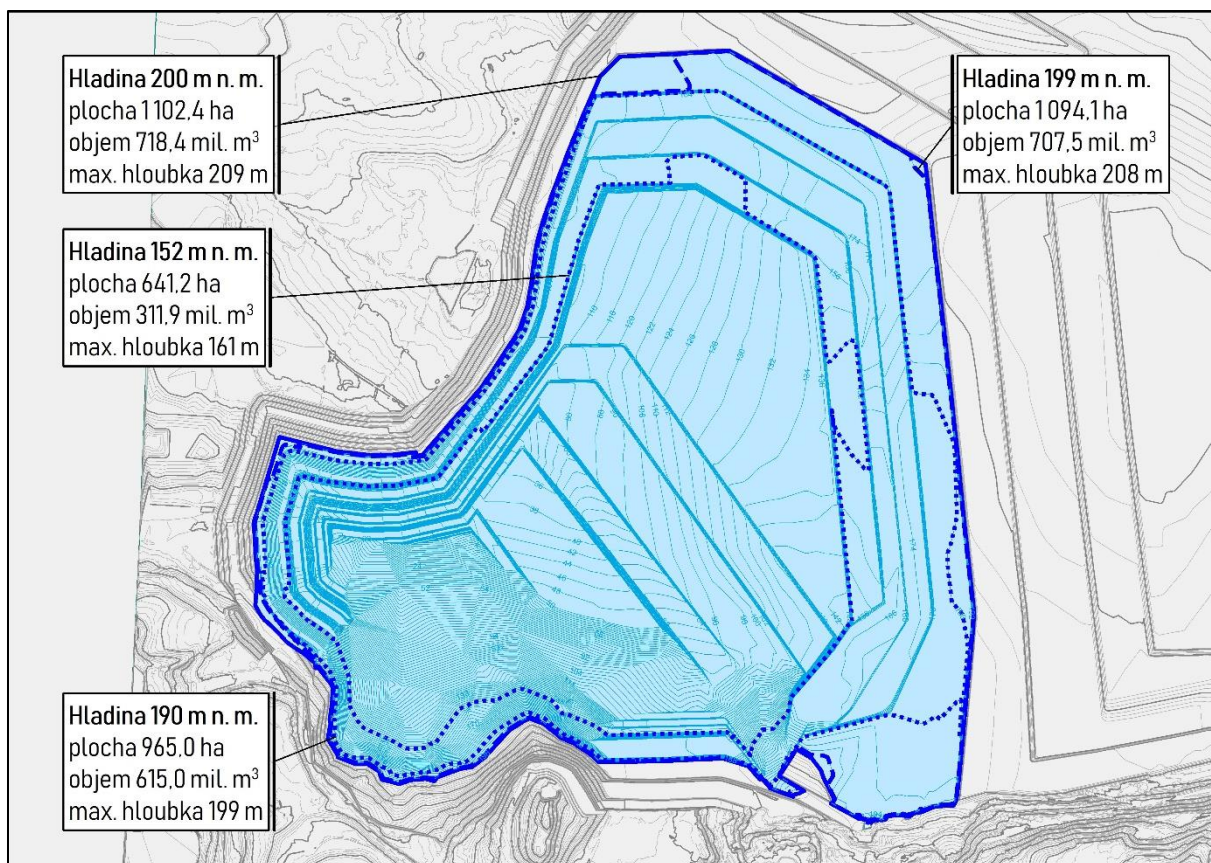 Hladina 200 m n. m.
plocha 1 102,4 ha
objem 718,4 mil. m³
max. hloubka 209 m
Hladina 199 m n. m.
plocha 1 094,1 ha
objem 707,5 mil. m³
max. hloubka 208 m
Hladina 152 m n. m.
plocha 641,2 ha
objem 311,9 mil. m³
max. hloubka 161 m
Hladina 190 m n. m.
plocha 965,0 ha
objem 615,0 mil. m³
max. hloubka 199 m